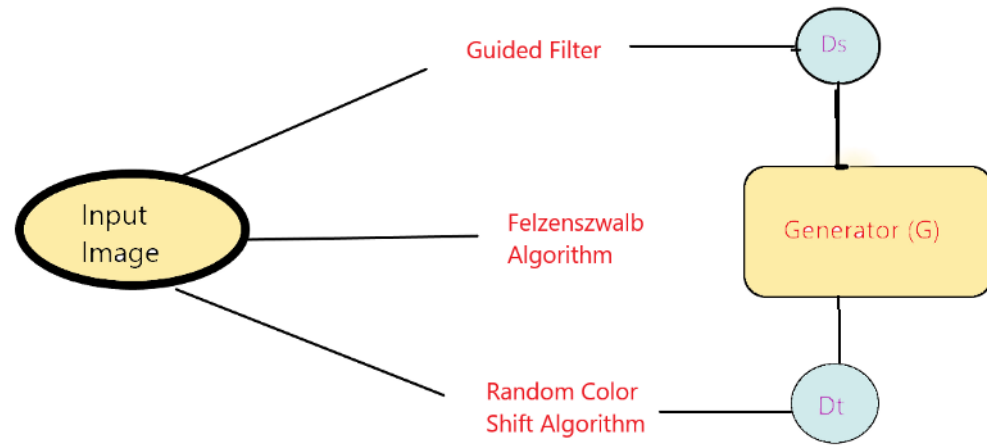 Guided Filter
Ds
Input
Image
Felzenszwalb
Algorithm
Generator (G)
Random Color
Shift Algorithm
Dt